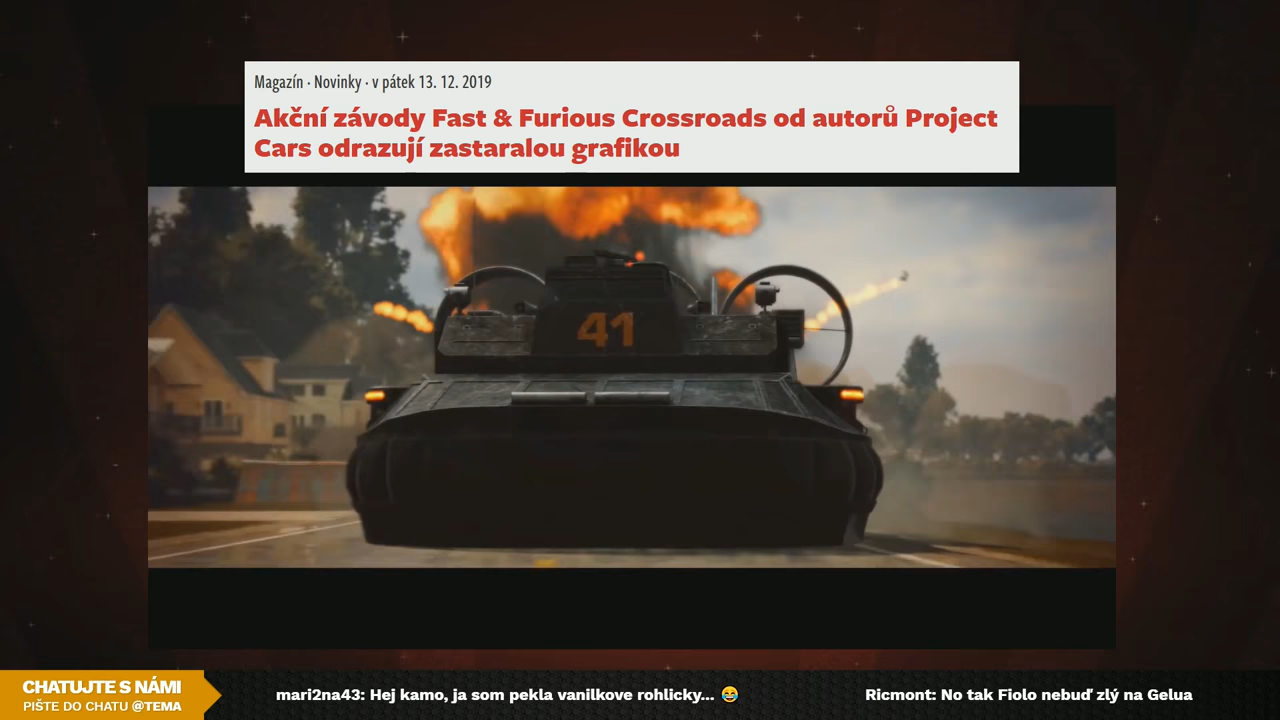 Magazín · Novinky · v pátek 13. 12. 2019
Akční závody Fast & Furious Crossroads od autorů Project
Cars odrazují zastaralou grafikou
41
CHATUJTE S NÁMI
PIŠTE DO CHATU @TEMA
mari2na43: Hej kamo, ja som pekla vanilkove rohlicky... 😂
Ricmont: No tak Fiolo nebuď zlý na Gelua